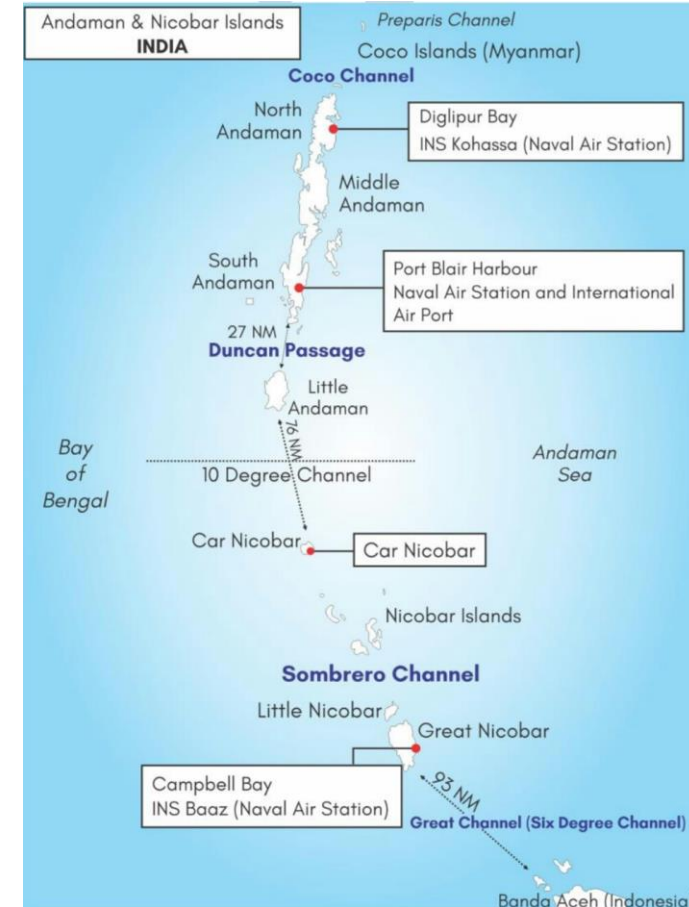 Andaman & Nicobar Islands
INDIA
Preparis Channel
Coco Islands (Myanmar)
Coco Channel
North
Andaman
Diglipur Bay
INS Kohassa (Naval Air Station)
Middle
Andaman
South
Andaman
Port Blair Harbour
Naval Air Station and International
Air Port
27 NM
Duncan Passage
Little
Andaman
76 NM
Bay
of
Bengal
Andaman
Sea
10 Degree Channel
Car Nicobar
Car Nicobar
Nicobar Islands
Sombrero Channel
Little Nicobar
Great Nicobar
Campbell Bay
INS Baaz (Naval Air Station)
93 NM
Great Channel (Six Degree Channel)
Banda Aceh (Indonesia